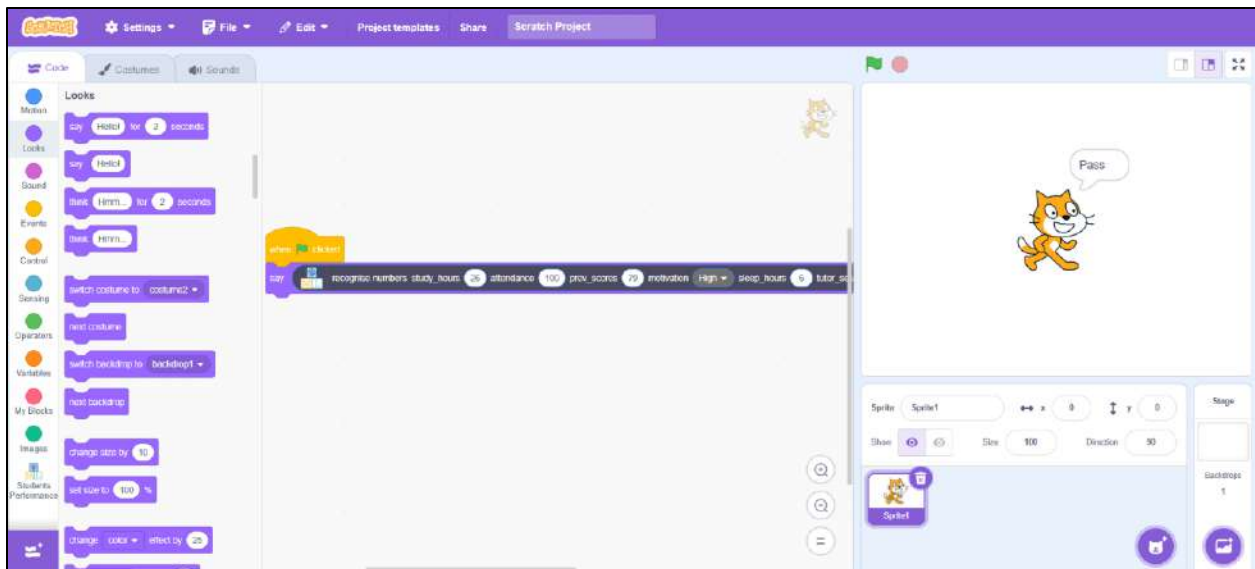 SCRATCH Settings File Edit Project templates Share Scratch Project
Code Costumes Sounds
Motion
Looks
Sound
Events
Control
Sensing
Operators
Variables
My Blocks
Images
Students Performance
Looks
say Hello! for 2 seconds
say Hello!
think Hmm... for 2 seconds
think Hmm...
switch costume to costume2
next costume
switch backdrop to backdrop1
next backdrop
change size by 10
set size to 100 %
change color effect by 25
when clicked
say recognise numbers study_hours 26 attendance 100 prev_scores 79 motivation High sleep_hours 6
Pass
Sprite Sprite1 x 0 y 0
Show Size 100 Direction 90
Sprite1
Stage
Backdrops
1